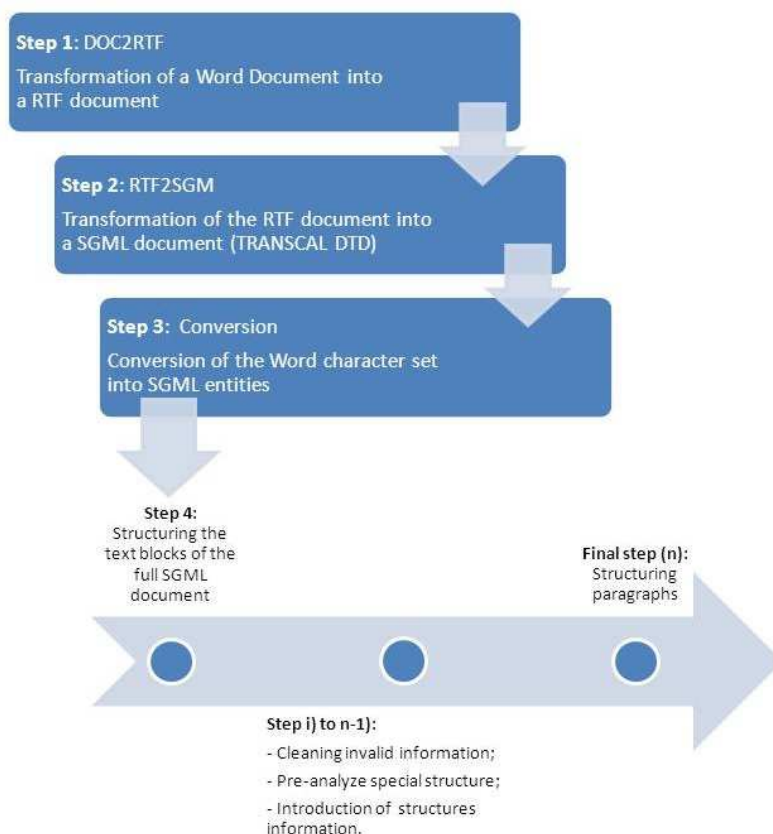 Step 1: DOC2RTF
Transformation of a Word Document into
a RTF document
Step 2: RTF2SGM
Transformation of the RTF document into
a SGML document (TRANSCAL DTD)
Step 3:  Conversion
Conversion of the Word character set
into SGML entities
Step 4:
Structuring the
text blocks of the
full SGML
document
Final step (n):
Structuring
paragraphs
Step i) to n-1):
- Cleaning invalid information;
- Pre-analyze special structure;
- Introduction of structures
information.